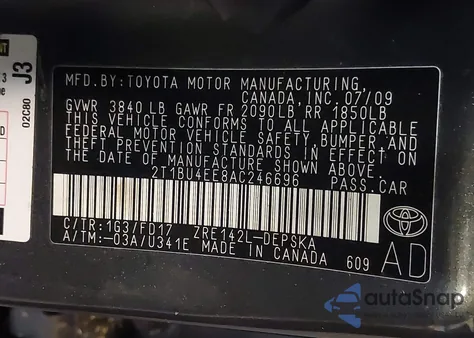 MFD.BY:TOYOTA MOTOR MANUFACTURING,
CANADA,INC.07/09
GVWR 3840 LB GAWR FR 2090LB RR 1850LB
THIS VEHICLE CONFORMS TO ALL APPLICABLE
FEDERAL MOTOR VEHICLE SAFETY, BUMPER, AND
THEFT PREVENTION STANDARDS IN EFFECT ON
THE DATE OF MANUFACTURE SHOWN ABOVE.
2T1BU4EE8AC246696 PASS.CAR
C/TR:1G3/FD17 ZRE142L-DEPSKA
A/TM:-03A/U341E MADE IN CANADA 609
AD
J3
02C80
autoSnap